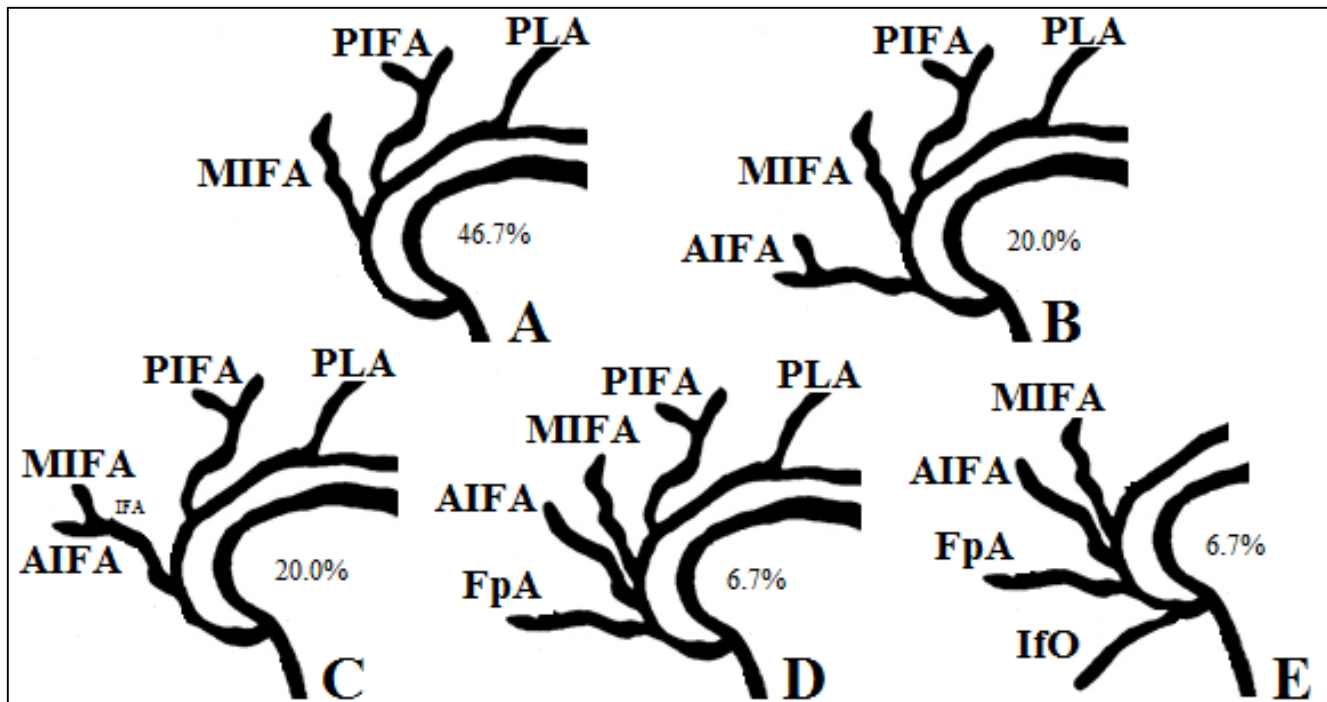 PIFA PLA
MIFA
46.7%
A
PIFA PLA
MIFA
AIFA
20.0%
B
PIFA PLA
MIFA
IFA
AIFA
20.0%
C
PIFA PLA
MIFA
AIFA
FpA
6.7%
D
MIFA
AIFA
FpA
6.7%
IfO
E